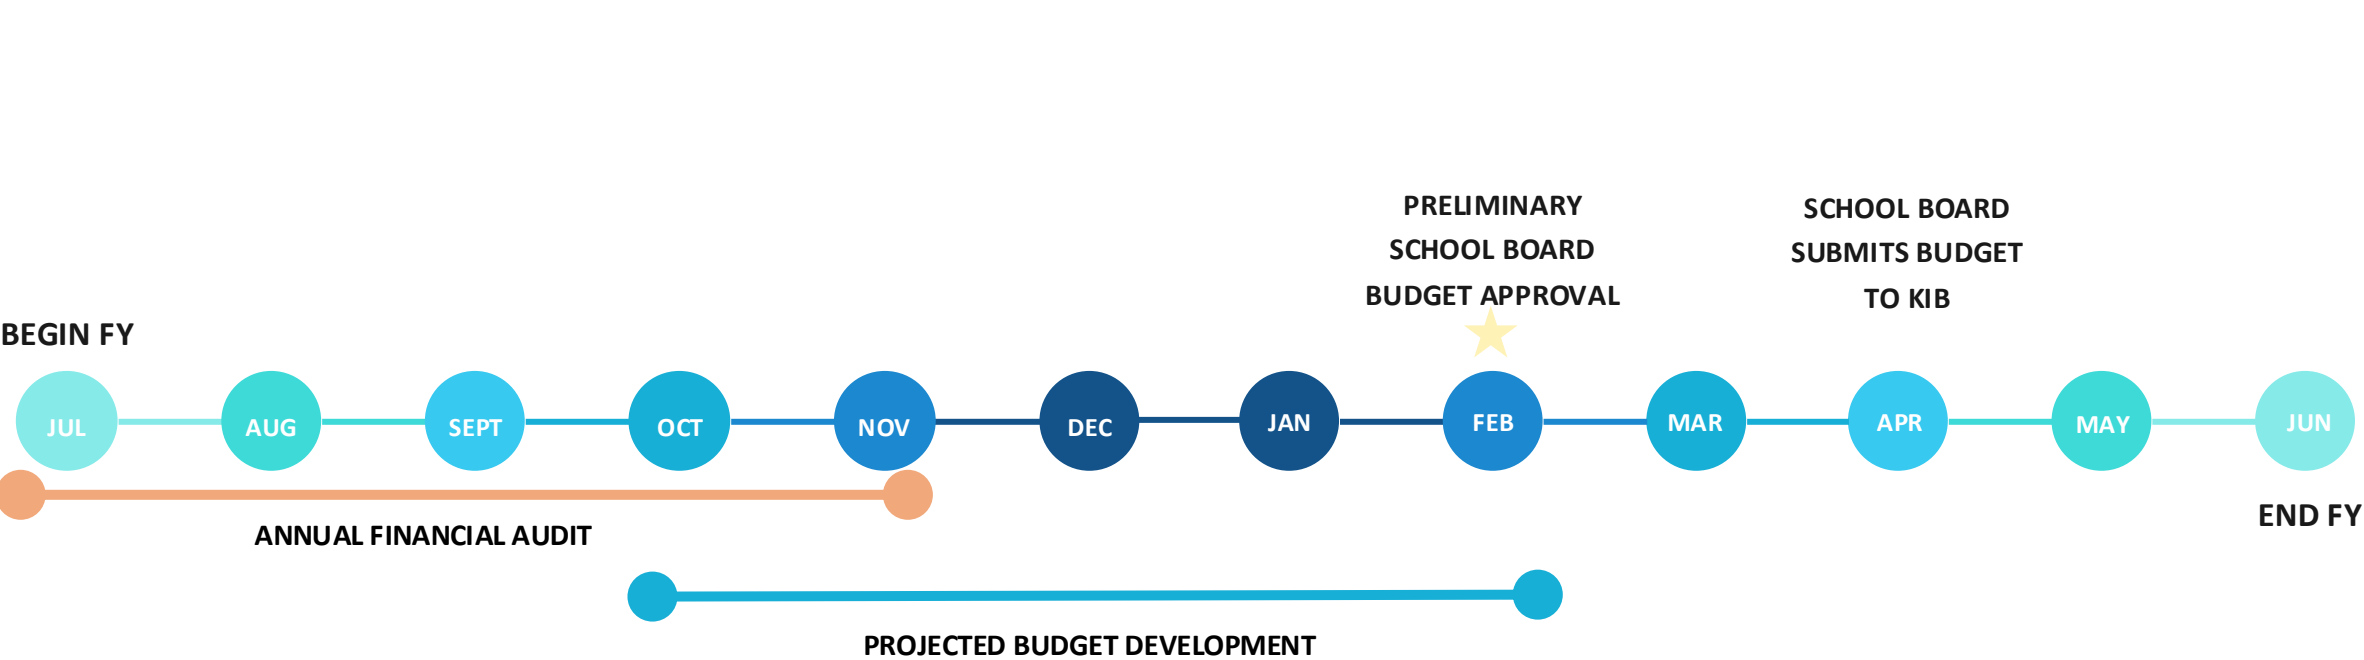 PRELIMINARY
SCHOOL BOARD
BUDGET APPROVAL
SCHOOL BOARD
SUBMITS BUDGET
TO KIB
BEGIN FY
JUL AUG SEPT OCT NOV DEC JAN FEB MAR APR MAY JUN
END FY
ANNUAL FINANCIAL AUDIT
PROJECTED BUDGET DEVELOPMENT